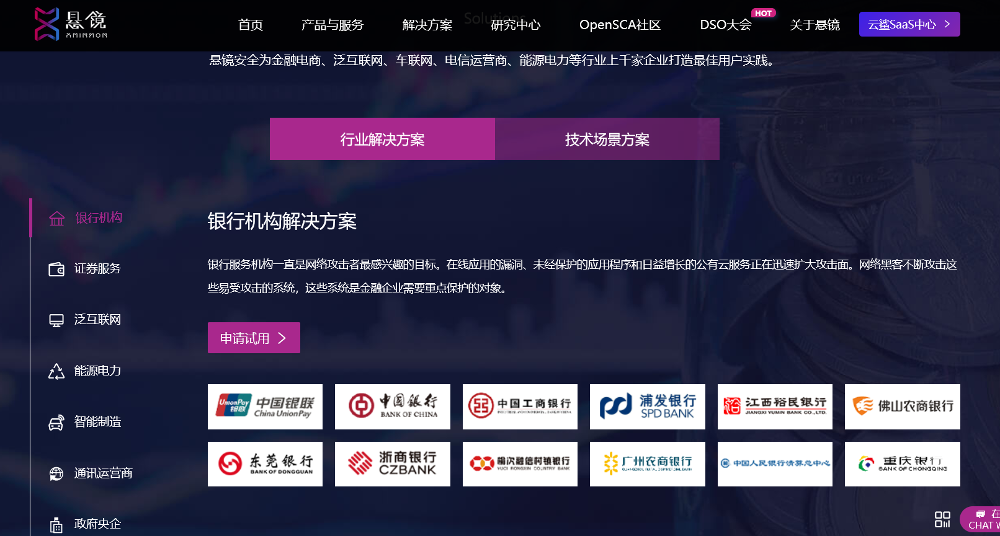 悬镜
XMIRROR
首页
产品与服务
解决方案
Solutions
研究中心
OpenSCA社区
DSO大会
HOT
关于悬镜
云鲨SaaS中心
悬镜安全为金融电商、泛互联网、车联网、电信运营商、能源电力等行业上千家企业打造最佳用户实践。
行业解决方案
技术场景方案
银行机构
证券服务
泛互联网
能源电力
智能制造
通讯运营商
政府央企
银行机构解决方案
银行服务机构一直是网络攻击者最感兴趣的目标。在线应用的漏洞、未经保护的应用程序和日益增长的公有云服务正在迅速扩大攻击面。网络黑客不断攻击这
些易受攻击的系统，这些系统是金融企业需要重点保护的对象。
申请试用
UnionPay
银联
中国银联
China UnionPay
中国银行
BANK OF CHINA
中国工商银行
浦发银行
SPD BANK
江西裕民银行
JIANGXI YUMIN BANK CO.,LTD.
佛山农商银行
东莞银行
BANK OF DONGGUAN
浙商银行
CZBANK
榆次融信村镇银行
YUCI RONGXIN COUNTRY BANK
广州农商银行
中国人民银行清算总中心
重庆银行
BANK OF CHONGQING
在
CHAT